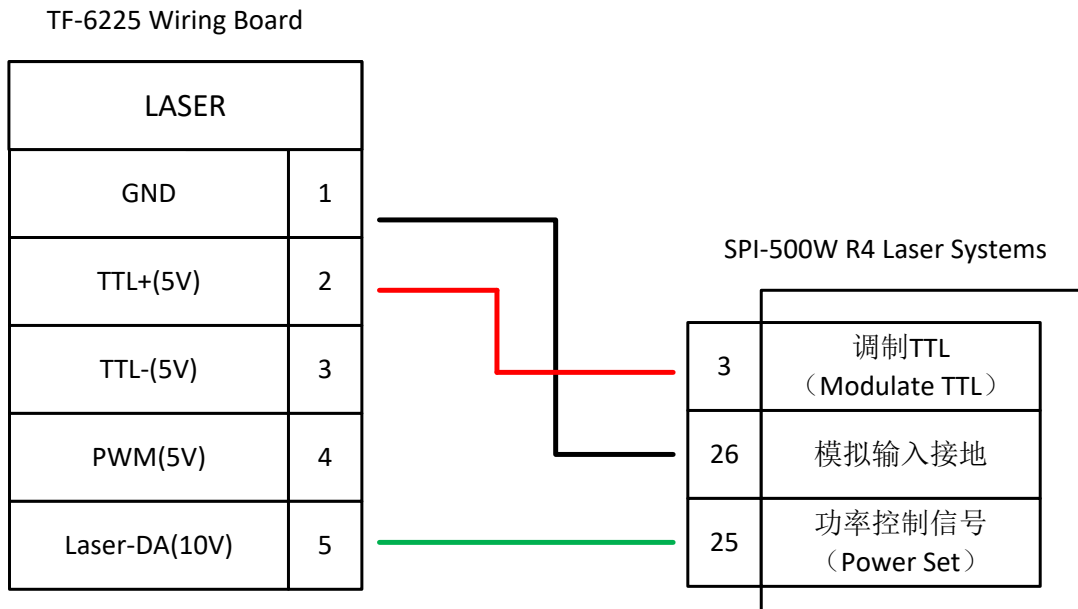 TF-6225 Wiring Board
LASER
GND 1
TTL+(5V) 2
TTL-(5V) 3
PWM(5V) 4
Laser-DA(10V) 5
SPI-500W R4 Laser Systems
3 调制TTL
（Modulate TTL）
26 模拟输入接地
25 功率控制信号
（Power Set）